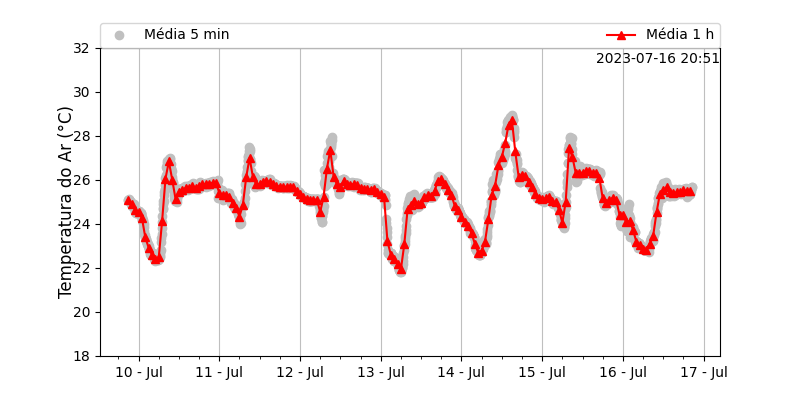 Média 5 min
Média 1 h
2023-07-16 20:51
Temperatura do Ar (°C)
32
30
28
26
24
22
20
18
10 - Jul
11 - Jul
12 - Jul
13 - Jul
14 - Jul
15 - Jul
16 - Jul
17 - Jul